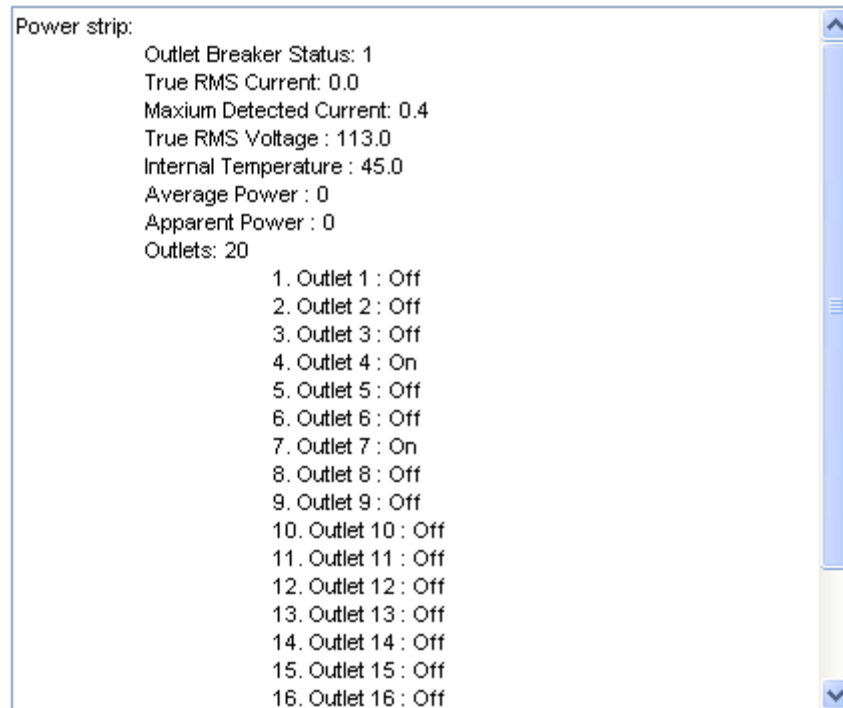 Power strip:
Outlet Breaker Status: 1
True RMS Current: 0.0
Maxium Detected Current: 0.4
True RMS Voltage : 113.0
Internal Temperature : 45.0
Average Power : 0
Apparent Power : 0
Outlets: 20
1. Outlet 1 : Off
2. Outlet 2 : Off
3. Outlet 3 : Off
4. Outlet 4 : On
5. Outlet 5 : Off
6. Outlet 6 : Off
7. Outlet 7 : On
8. Outlet 8 : Off
9. Outlet 9 : Off
10. Outlet 10 : Off
11. Outlet 11 : Off
12. Outlet 12 : Off
13. Outlet 13 : Off
14. Outlet 14 : Off
15. Outlet 15 : Off
16. Outlet 16 : Off